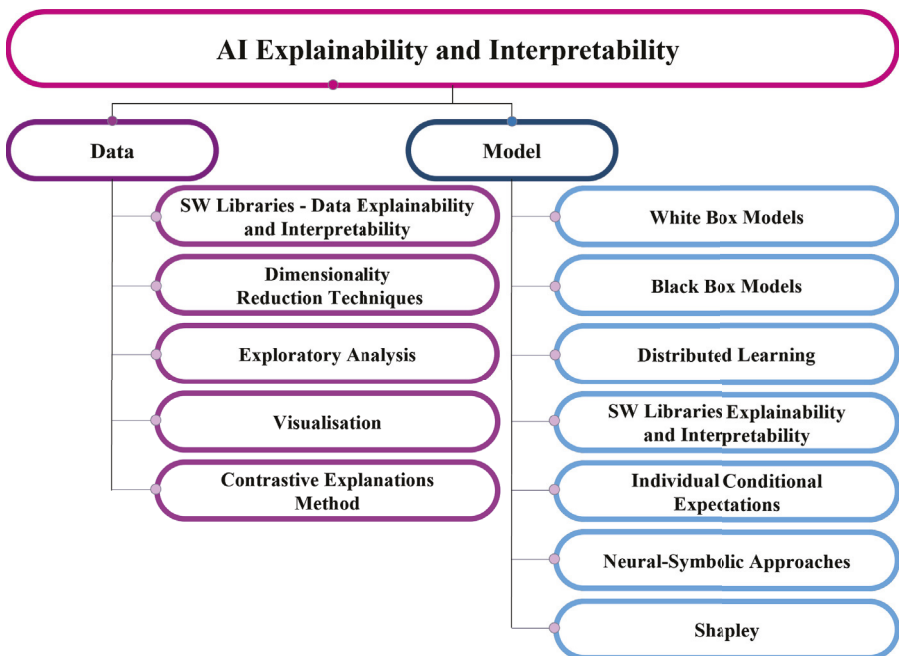 AI Explainability and Interpretability
Data
Model
SW Libraries - Data Explainability
and Interpretability
Dimensionality
Reduction Techniques
Exploratory Analysis
Visualisation
Contrastive Explanations
Method
White Box Models
Black Box Models
Distributed Learning
SW Libraries Explainability
and Interpretability
Individual Conditional
Expectations
Neural-Symbolic Approaches
Shapley